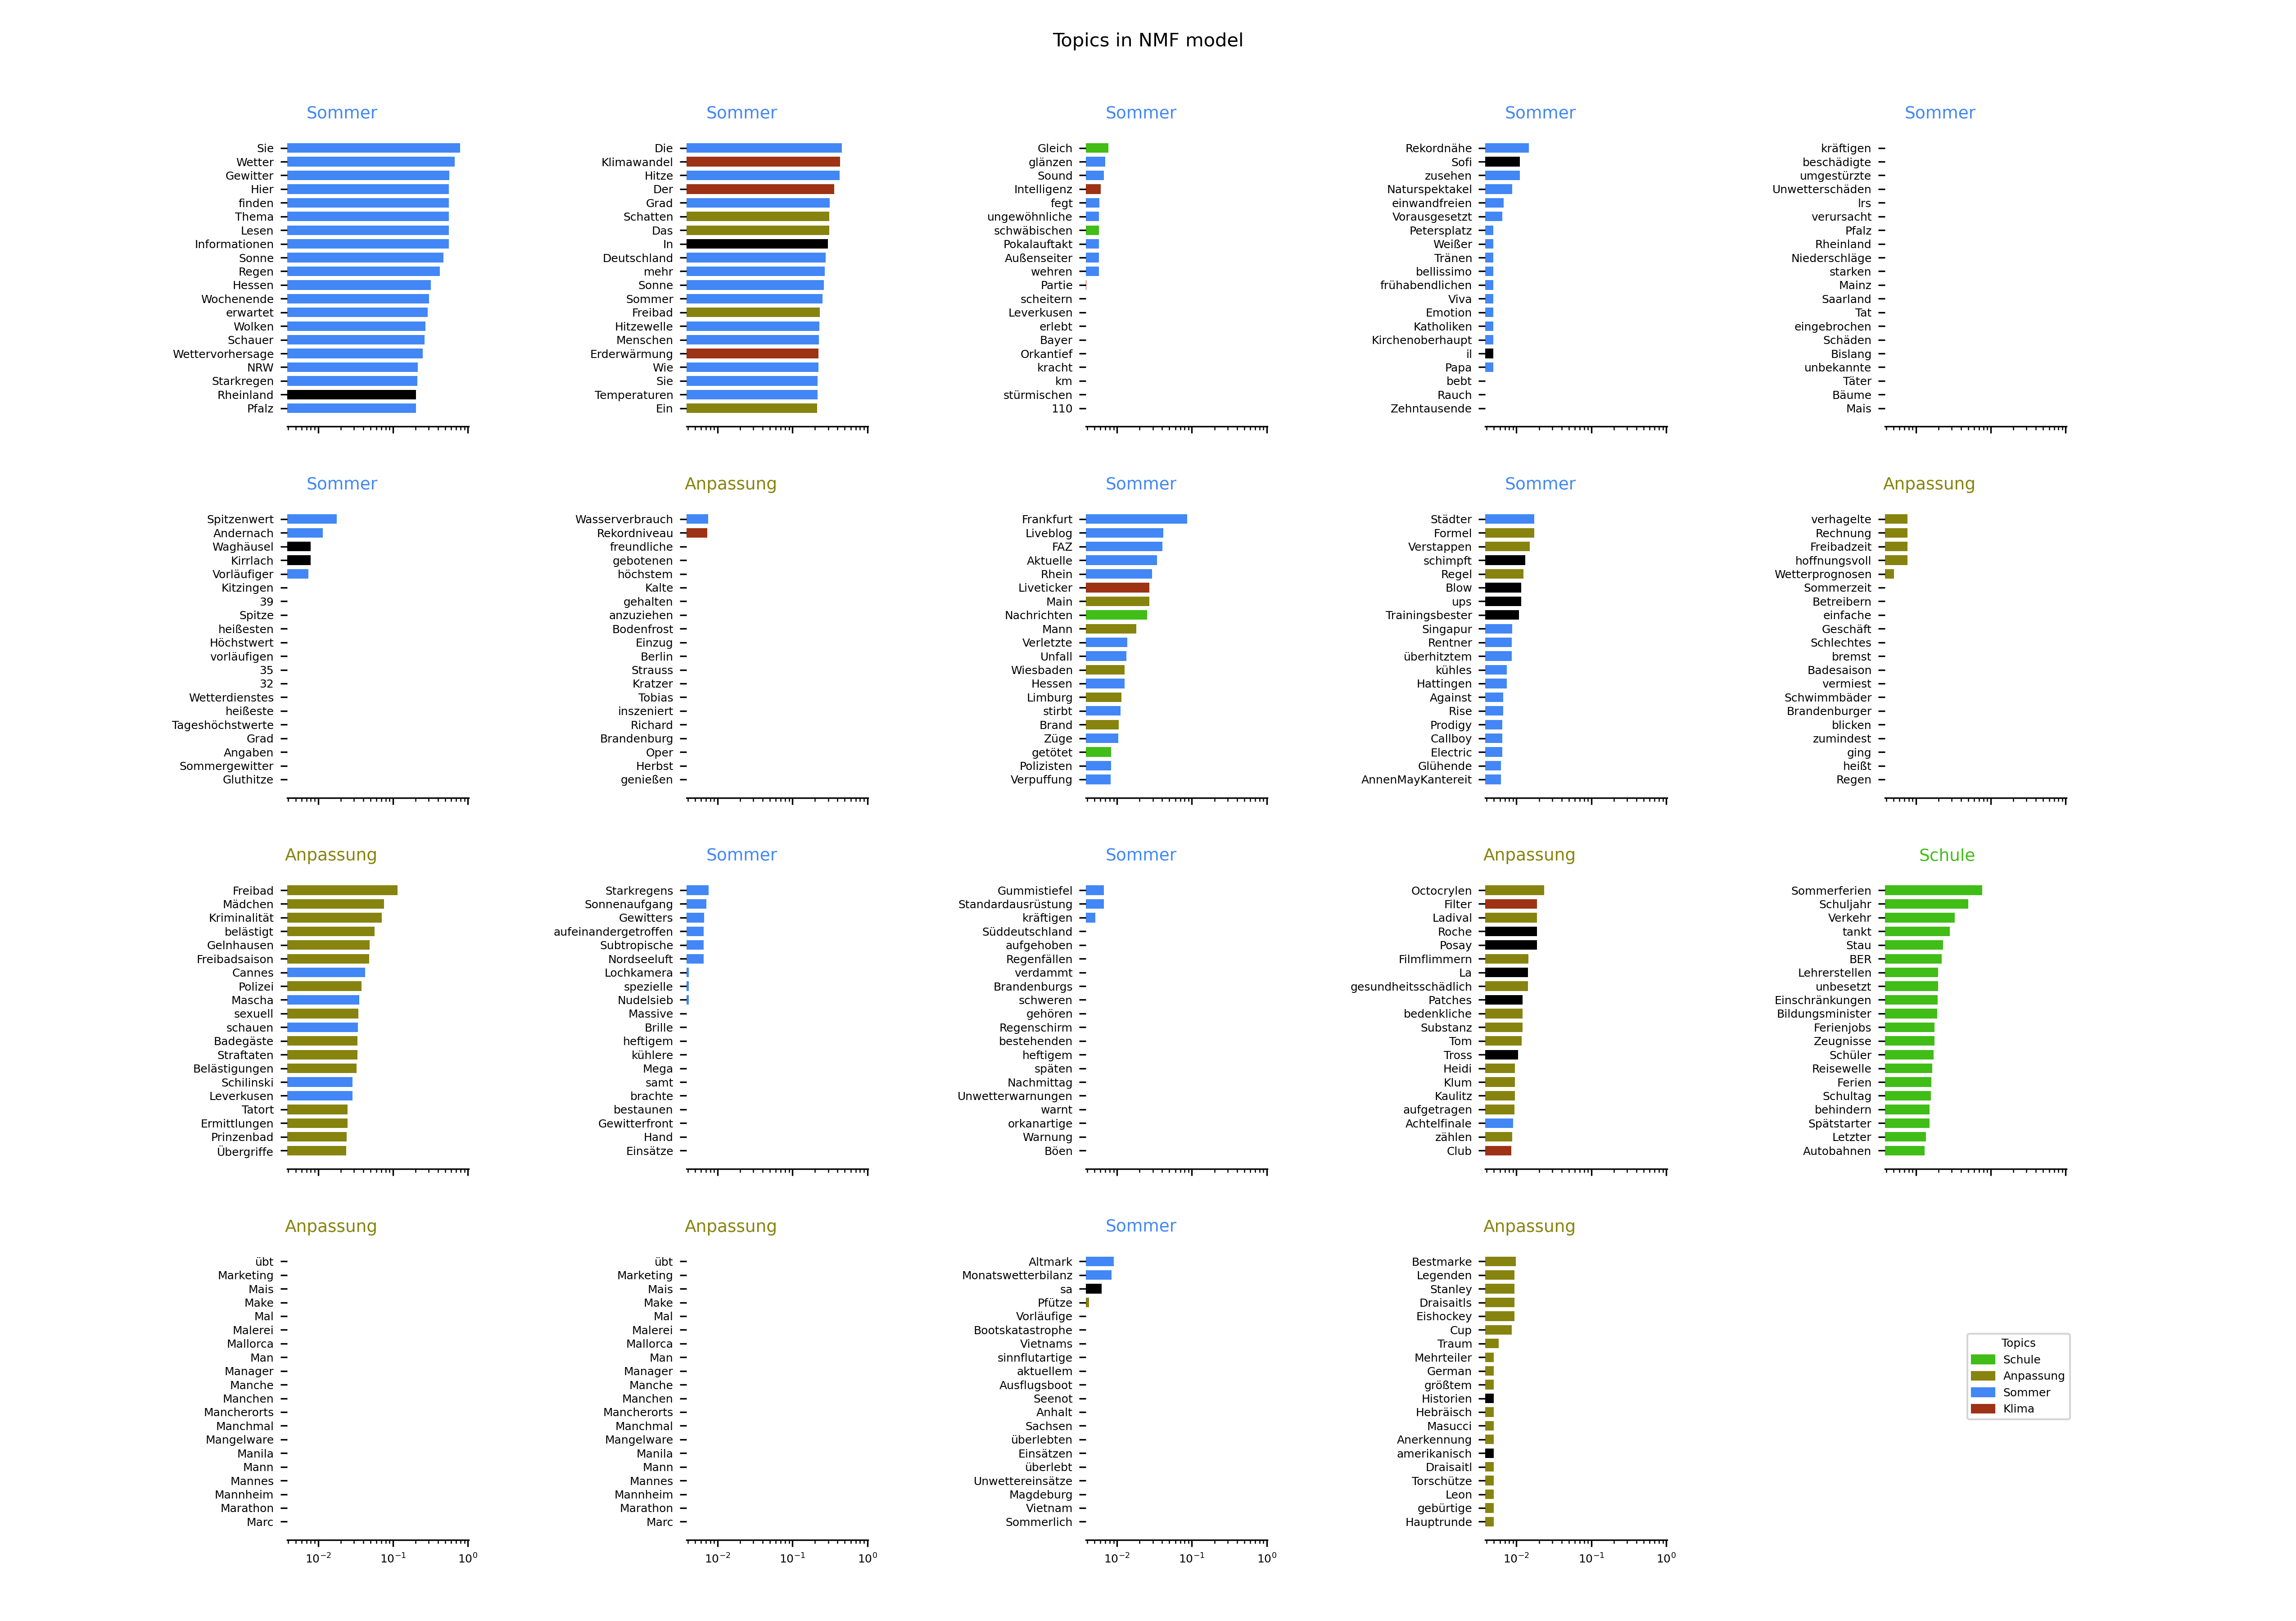 Topics in NMF model
Sommer
Sie
Wetter
Gewitter
Hier
finden
Thema
Lesen
Informationen
Sonne
Regen
Hessen
Wochenende
erwartet
Wolken
Schauer
Wettervorhersage
NRW
Starkregen
Rheinland
Pfalz
Sommer
Die
Klimawandel
Hitze
Der
Grad
Schatten
Das
In
Deutschland
mehr
Sonne
Sommer
Freibad
Hitzewelle
Menschen
Erderwärmung
Wie
Sie
Temperaturen
Ein
Sommer
Gleich
glänzen
Sound
Intelligenz
fegt
ungewöhnliche
schwäbischen
Pokalauftakt
Außenseiter
wehren
Partie
scheitern
Leverkusen
erlebt
Bayer
Orkantief
kracht
km
stürmischen
110
Sommer
Rekordnähe
Sofi
zusehen
Naturspektakel
einwandfreien
Vorausgesetzt
Petersplatz
Weißer
Tränen
bellissimo
frühabendlichen
Viva
Emotion
Katholiken
Kirchenoberhaupt
il
Papa
bebt
Rauch
Zehntausende
Sommer
kräftigen
beschädigte
umgestürzte
Unwetterschäden
lrs
verursacht
Pfalz
Rheinland
Niederschläge
starken
Mainz
Saarland
Tat
eingebrochen
Schäden
Bislang
unbekannte
Täter
Bäume
Mais
Sommer
Spitzenwert
Andernach
Waghäusel
Kirrlach
Vorläufiger
Kitzingen
39
Spitze
heißesten
Höchstwert
vorläufigen
35
32
Wetterdienstes
heißeste
Tageshöchstwerte
Grad
Angaben
Sommergewitter
Gluthitze
Anpassung
Wasserverbrauch
Rekordniveau
freundliche
gebotenen
höchstem
Kalte
gehalten
anzuziehen
Bodenfrost
Einzug
Berlin
Strauss
Kratzer
Tobias
inszeniert
Richard
Brandenburg
Oper
Herbst
genießen
Sommer
Frankfurt
Liveblog
FAZ
Aktuelle
Rhein
Liveticker
Main
Nachrichten
Mann
Verletzte
Unfall
Wiesbaden
Hessen
Limburg
stirbt
Brand
Züge
getötet
Polizisten
Verpuffung
Sommer
Städter
Formel
Verstappen
schimpft
Regel
Blow
ups
Trainingsbester
Singapur
Rentner
überhitztem
kühles
Hattingen
Against
Rise
Prodigy
Callboy
Electric
Glühende
AnnenMayKantereit
Anpassung
verhagelte
Rechnung
Freibadzeit
hoffnungsvoll
Wetterprognosen
Sommerzeit
Betreibern
einfache
Geschäft
Schlechtes
bremst
Badesaison
vermiest
Schwimmbäder
Brandenburger
blicken
zumindest
ging
heißt
Regen
Anpassung
Freibad
Mädchen
Kriminalität
belästigt
Gelnhausen
Freibadsaison
Cannes
Polizei
Mascha
sexuell
schauen
Badegäste
Straftaten
Belästigungen
Schilinski
Leverkusen
Tatort
Ermittlungen
Prinzenbad
Übergriffe
Sommer
Starkregens
Sonnenaufgang
Gewitters
aufeinandergetroffen
Subtropische
Nordseeluft
Lochkamera
spezielle
Nudelsieb
Massive
Brille
heftigem
kühlere
Mega
samt
brachte
bestaunen
Gewitterfront
Hand
Einsätze
Sommer
Gummistiefel
Standardausrüstung
kräftigen
Süddeutschland
aufgehoben
Regenfällen
verdammt
Brandenburgs
schweren
gehören
Regenschirm
bestehenden
heftigem
späten
Nachmittag
Unwetterwarnungen
warnt
orkanartige
Warnung
Böen
Anpassung
Octocrylen
Filter
Ladival
Roche
Posay
Filmflimmern
La
gesundheitsschädlich
Patches
bedenkliche
Substanz
Tom
Tross
Heidi
Klum
Kaulitz
aufgetragen
Achtelfinale
zählen
Club
Schule
Sommerferien
Schuljahr
Verkehr
tankt
Stau
BER
Lehrerstellen
unbesetzt
Einschränkungen
Bildungsminister
Ferienjobs
Zeugnisse
Schüler
Reisewelle
Ferien
Schultag
behindern
Spätstarter
Letzter
Autobahnen
Anpassung
übt
Marketing
Mais
Make
Mal
Malerei
Mallorca
Man
Manager
Manche
Manchen
Mancherorts
Manchmal
Mangelware
Manila
Mann
Mannes
Mannheim
Marathon
Marc
10⁻² 10⁻¹ 10⁰
Anpassung
übt
Marketing
Mais
Make
Mal
Malerei
Mallorca
Man
Manager
Manche
Manchen
Mancherorts
Manchmal
Mangelware
Manila
Mann
Mannes
Mannheim
Marathon
Marc
10⁻² 10⁻¹ 10⁰
Sommer
Altmark
Monatswetterbilanz
sa
Pfütze
Vorläufige
Bootskatastrophe
Vietnams
sinnflutartige
aktuellem
Ausflugsboot
Seenot
Anhalt
Sachsen
überlebten
Einsätzen
überlebt
Unwettereinsätze
Magdeburg
Vietnam
Sommerlich
10⁻² 10⁻¹ 10⁰
Anpassung
Bestmarke
Legenden
Stanley
Draisaitls
Eishockey
Cup
Traum
Mehrteiler
German
größtem
Historien
Hebräisch
Masucci
Anerkennung
amerikanisch
Draisaitl
Torschütze
Leon
gebürtige
Hauptrunde
10⁻² 10⁻¹ 10⁰
Topics
Schule
Anpassung
Sommer
Klima